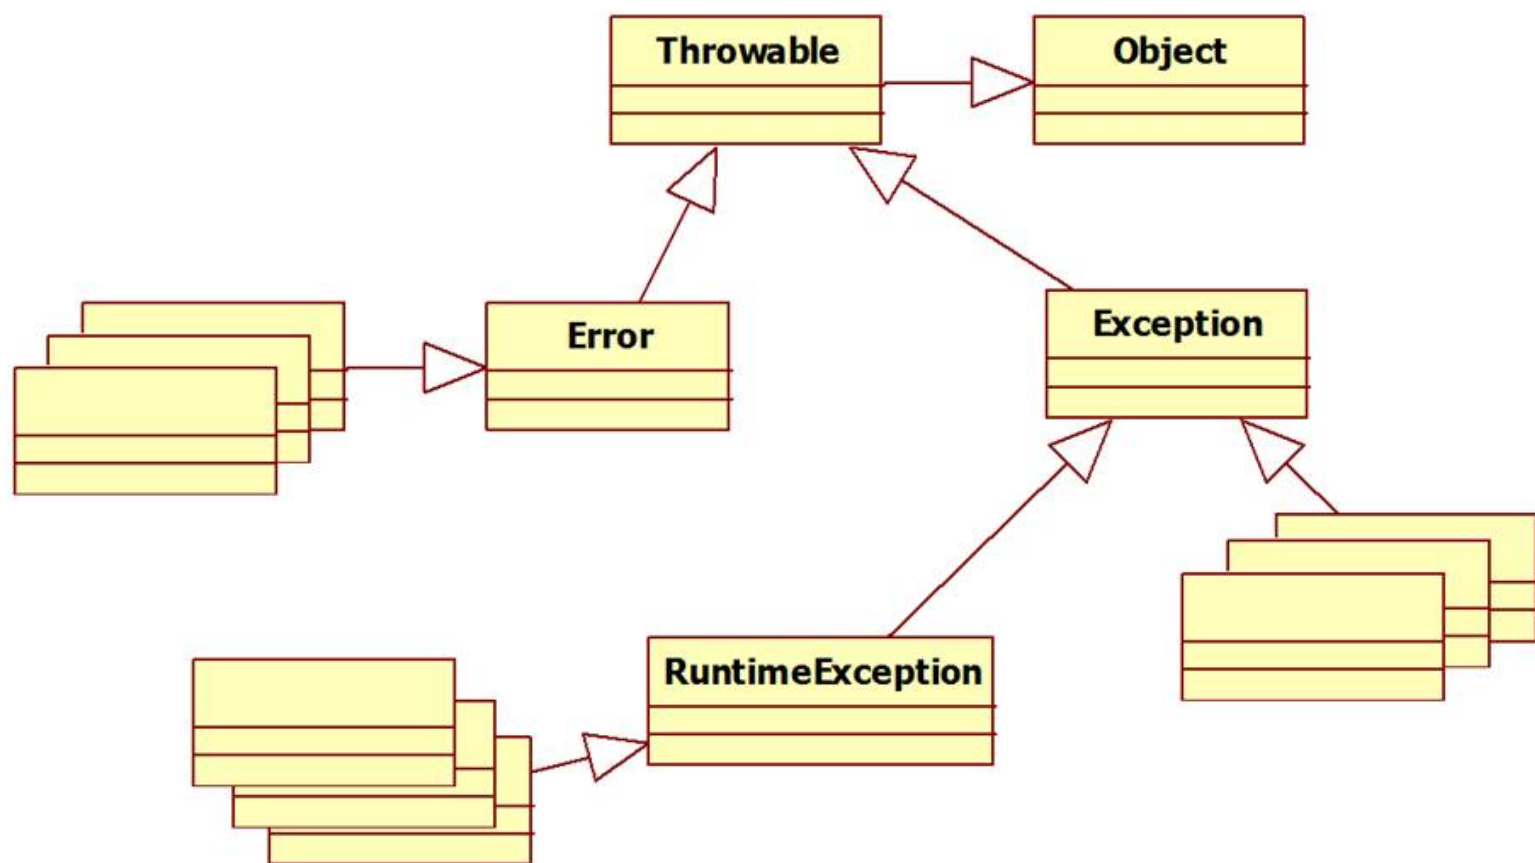 Throwable
Object
Error
Exception
RuntimeException